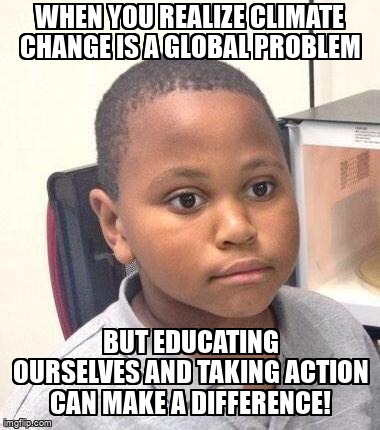 WHEN YOU REALIZE CLIMATE
CHANGE IS A GLOBAL PROBLEM
BUT EDUCATING
OURSELVES AND TAKING ACTION
CAN MAKE A DIFFERENCE!
imgflip.com